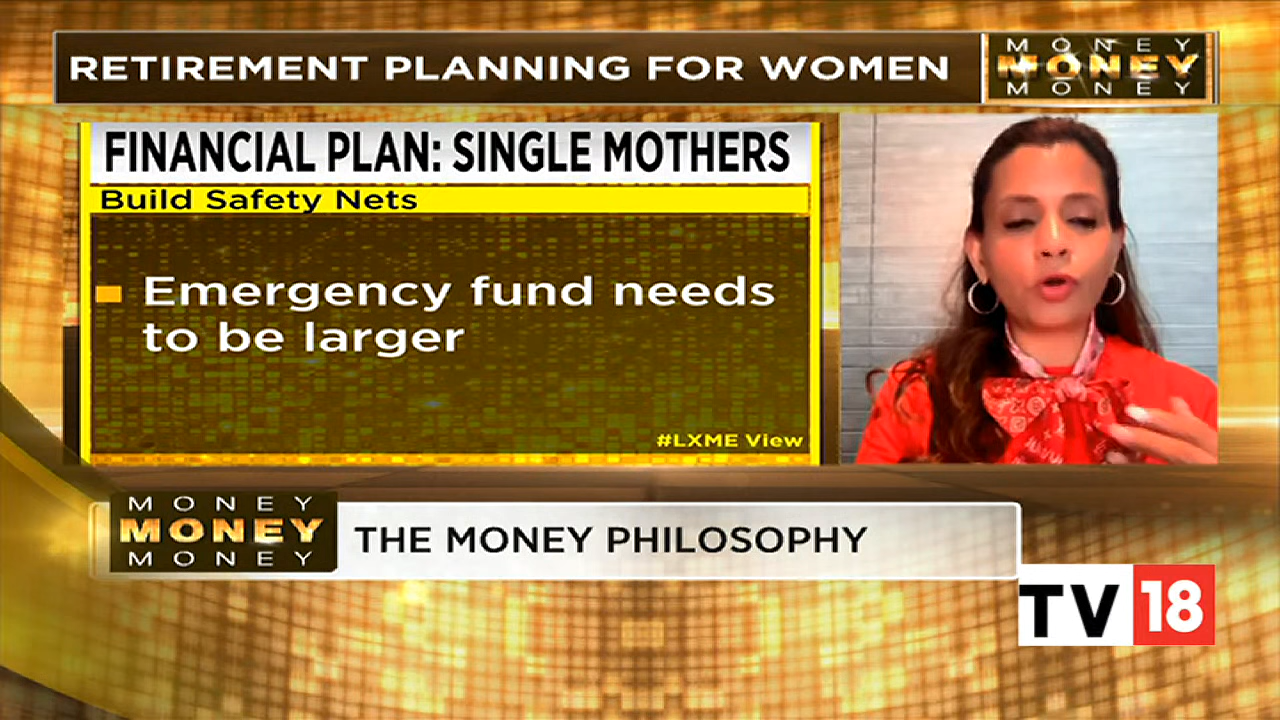 RETIREMENT PLANNING FOR WOMEN
MONEY
MONEY
MONEY
FINANCIAL PLAN: SINGLE MOTHERS
Build Safety Nets
Emergency fund needs
to be larger
#LXME View
MONEY
MONEY
MONEY
THE MONEY PHILOSOPHY
TV18